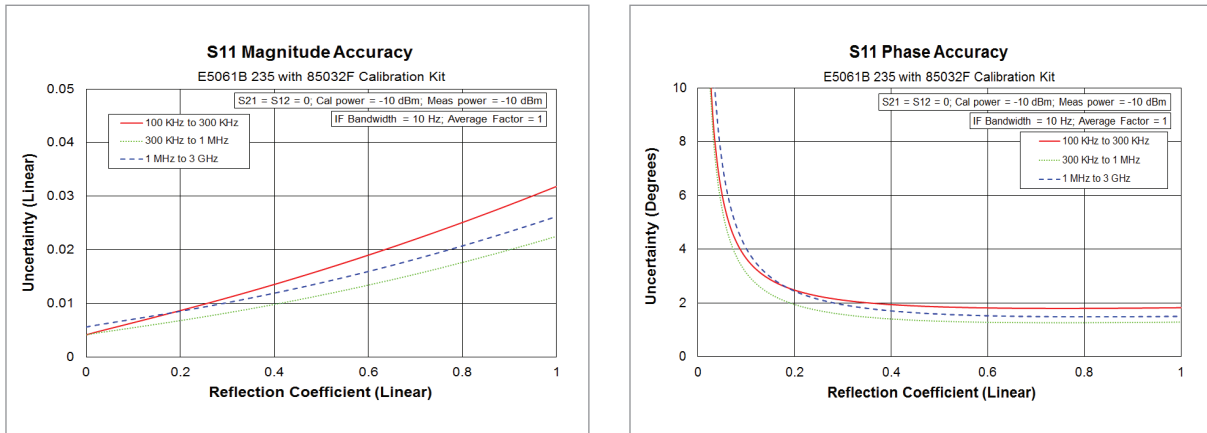 S11 Magnitude Accuracy
E5061B 235 with 85032F Calibration Kit
S21 = S12 = 0; Cal power = -10 dBm; Meas power = -10 dBm
IF Bandwidth = 10 Hz; Average Factor = 1
100 KHz to 300 KHz
300 KHz to 1 MHz
1 MHz to 3 GHz
Uncertainty (Linear)
0.05
0.04
0.03
0.02
0.01
0
0 0.2 0.4 0.6 0.8 1
Reflection Coefficient (Linear)
S11 Phase Accuracy
E5061B 235 with 85032F Calibration Kit
S21 = S12 = 0; Cal power = -10 dBm; Meas power = -10 dBm
IF Bandwidth = 10 Hz; Average Factor = 1
100 KHz to 300 KHz
300 KHz to 1 MHz
1 MHz to 3 GHz
Uncertainty (Degrees)
10
8
6
4
2
0
0 0.2 0.4 0.6 0.8 1
Reflection Coefficient (Linear)